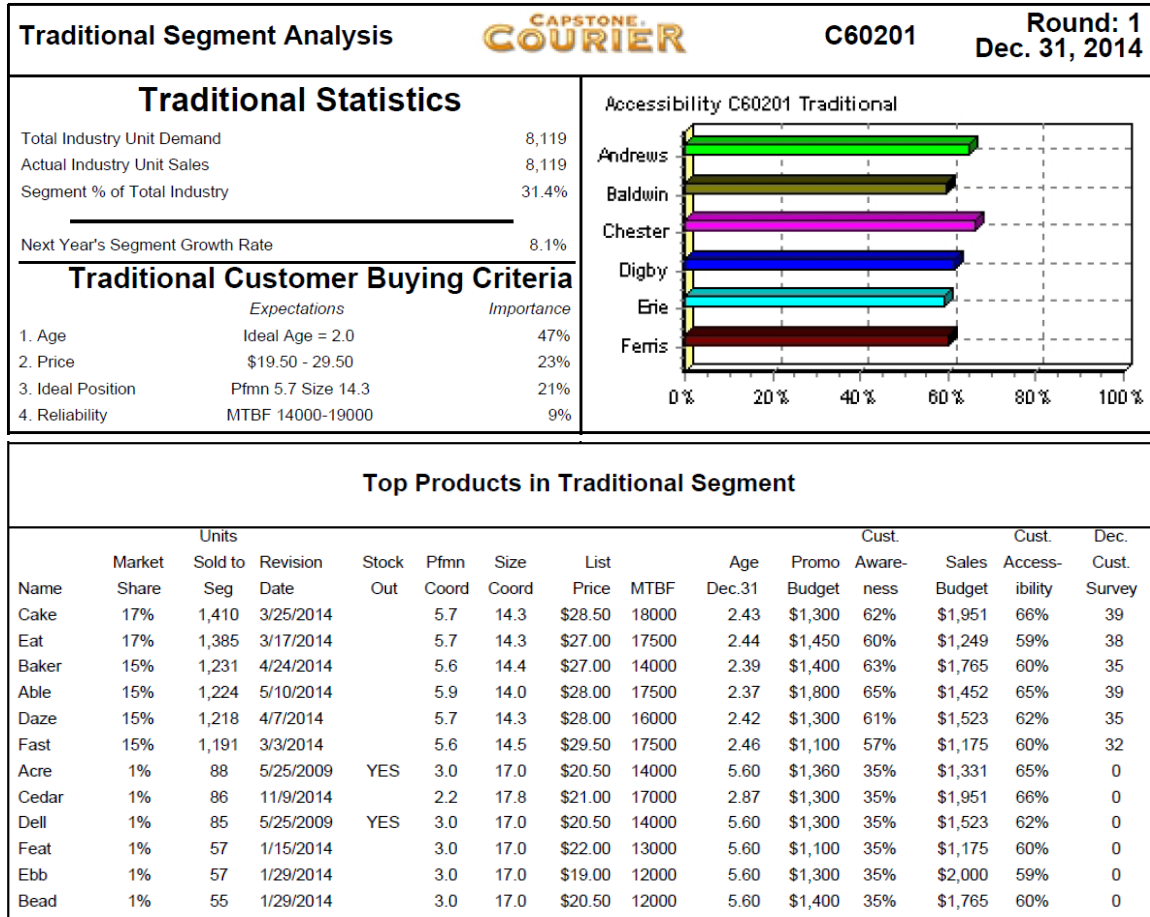 Traditional Segment Analysis
CAPSTONE.
COURIER
C60201
Round: 1
Dec. 31, 2014
Traditional Statistics
Total Industry Unit Demand 8,119
Actual Industry Unit Sales 8,119
Segment % of Total Industry 31.4%
Next Year's Segment Growth Rate 8.1%
Traditional Customer Buying Criteria
Expectations Importance
1. Age Ideal Age = 2.0 47%
2. Price $19.50 - 29.50 23%
3. Ideal Position Pfmn 5.7 Size 14.3 21%
4. Reliability MTBF 14000-19000 9%
Accessibility C60201 Traditional
Andrews
Baldwin
Chester
Digby
Erie
Ferris
0% 20% 40% 60% 80% 100%
Top Products in Traditional Segment
Units Cust. Cust. Dec.
Market Sold to Revision Stock Pfmn Size List Age Promo Aware- Sales Access- Cust.
Name Share Seg Date Out Coord Coord Price MTBF Dec.31 Budget ness Budget ibility Survey
Cake 17% 1,410 3/25/2014 5.7 14.3 $28.50 18000 2.43 $1,300 62% $1,951 66% 39
Eat 17% 1,385 3/17/2014 5.7 14.3 $27.00 17500 2.44 $1,450 60% $1,249 59% 38
Baker 15% 1,231 4/24/2014 5.6 14.4 $27.00 14000 2.39 $1,400 63% $1,765 60% 35
Able 15% 1,224 5/10/2014 5.9 14.0 $28.00 17500 2.37 $1,800 65% $1,452 65% 39
Daze 15% 1,218 4/7/2014 5.7 14.3 $28.00 16000 2.42 $1,300 61% $1,523 62% 35
Fast 15% 1,191 3/3/2014 5.6 14.5 $29.50 17500 2.46 $1,100 57% $1,175 60% 32
Acre 1% 88 5/25/2009 YES 3.0 17.0 $20.50 14000 5.60 $1,360 35% $1,331 65% 0
Cedar 1% 86 11/9/2014 2.2 17.8 $21.00 17000 2.87 $1,300 35% $1,951 66% 0
Dell 1% 85 5/25/2009 YES 3.0 17.0 $20.50 14000 5.60 $1,300 35% $1,523 62% 0
Feat 1% 57 1/15/2014 3.0 17.0 $22.00 13000 5.60 $1,100 35% $1,175 60% 0
Ebb 1% 57 1/29/2014 3.0 17.0 $19.00 12000 5.60 $1,300 35% $2,000 59% 0
Bead 1% 55 1/29/2014 3.0 17.0 $20.50 12000 5.60 $1,400 35% $1,765 60% 0